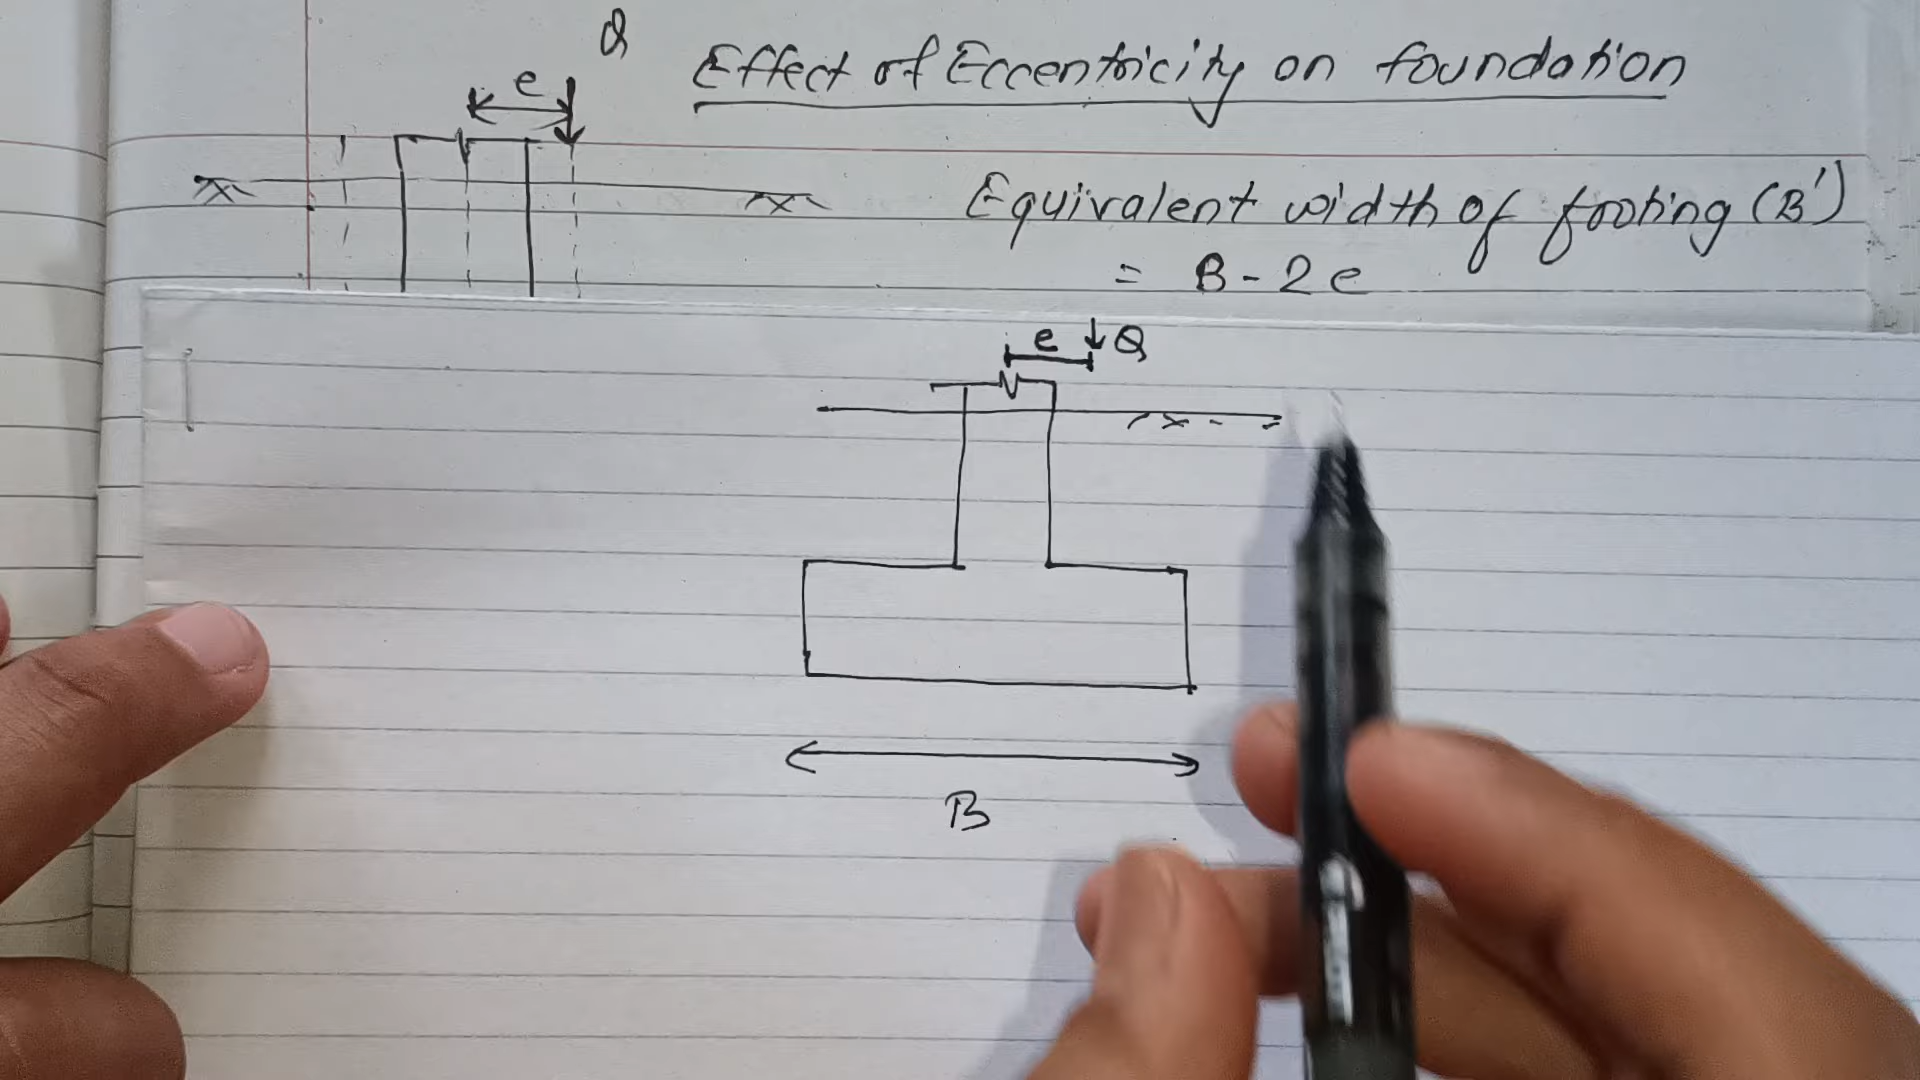 Q
e
Effect of Eccentricity on foundation
Equivalent width of footing (B')
= B - 2e
e Q
B